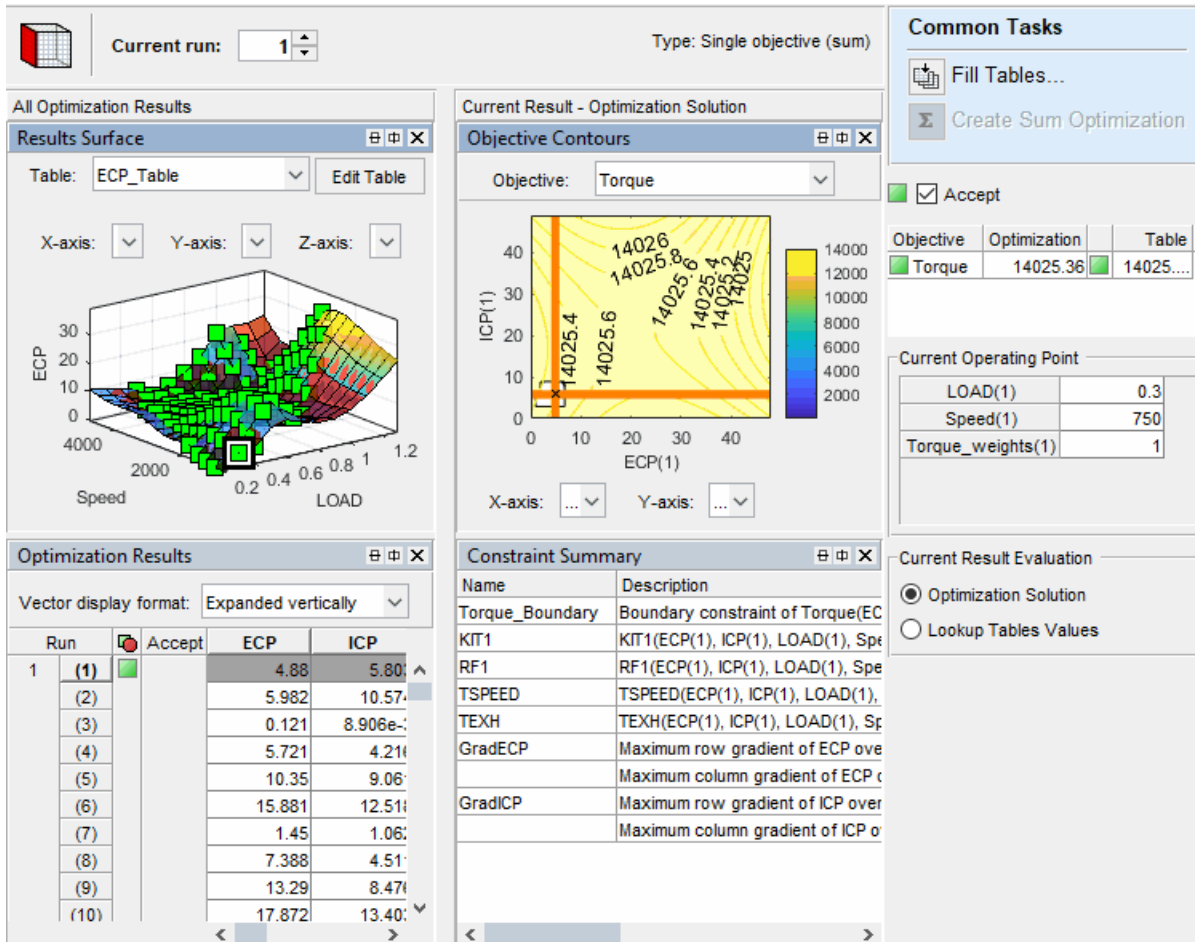 Current run: 1
Type: Single objective (sum)
Common Tasks
Fill Tables...
Create Sum Optimization
All Optimization Results
Results Surface
Table: ECP_Table Edit Table
X-axis: Y-axis: Z-axis:
ECP
30
20
10
0
4000
2000
Speed
0.2 0.4 0.6 0.8 1 1.2
LOAD
Current Result - Optimization Solution
Objective Contours
Objective: Torque
ICP(1)
40
30
20
10
0
14026
14025.8
14025.6
14025.4
14025.2
14025
14025.4
14025.6
0 10 20 30 40
ECP(1)
14000
12000
10000
8000
6000
4000
2000
X-axis: ... Y-axis: ...
Accept
Objective Optimization Table
Torque 14025.36 14025....
Current Operating Point
LOAD(1) 0.3
Speed(1) 750
Torque_weights(1) 1
Current Result Evaluation
Optimization Solution
Lookup Tables Values
Optimization Results
Vector display format: Expanded vertically
Run Accept ECP ICP
1 (1) 4.88 5.80
(2) 5.982 10.574
(3) 0.121 8.906e-
(4) 5.721 4.21
(5) 10.35 9.06
(6) 15.881 12.51
(7) 1.45 1.06
(8) 7.388 4.51
(9) 13.29 8.47
(10) 17.872 13.40
Constraint Summary
Name Description
Torque_Boundary Boundary constraint of Torque(EC
KIT1 KIT1(ECP(1), ICP(1), LOAD(1), Spe
RF1 RF1(ECP(1), ICP(1), LOAD(1), Spe
TSPEED TSPEED(ECP(1), ICP(1), LOAD(1),
TEXH TEXH(ECP(1), ICP(1), LOAD(1), Sp
GradECP Maximum row gradient of ECP ove
Maximum column gradient of ECP
GradICP Maximum row gradient of ICP over
Maximum column gradient of ICP